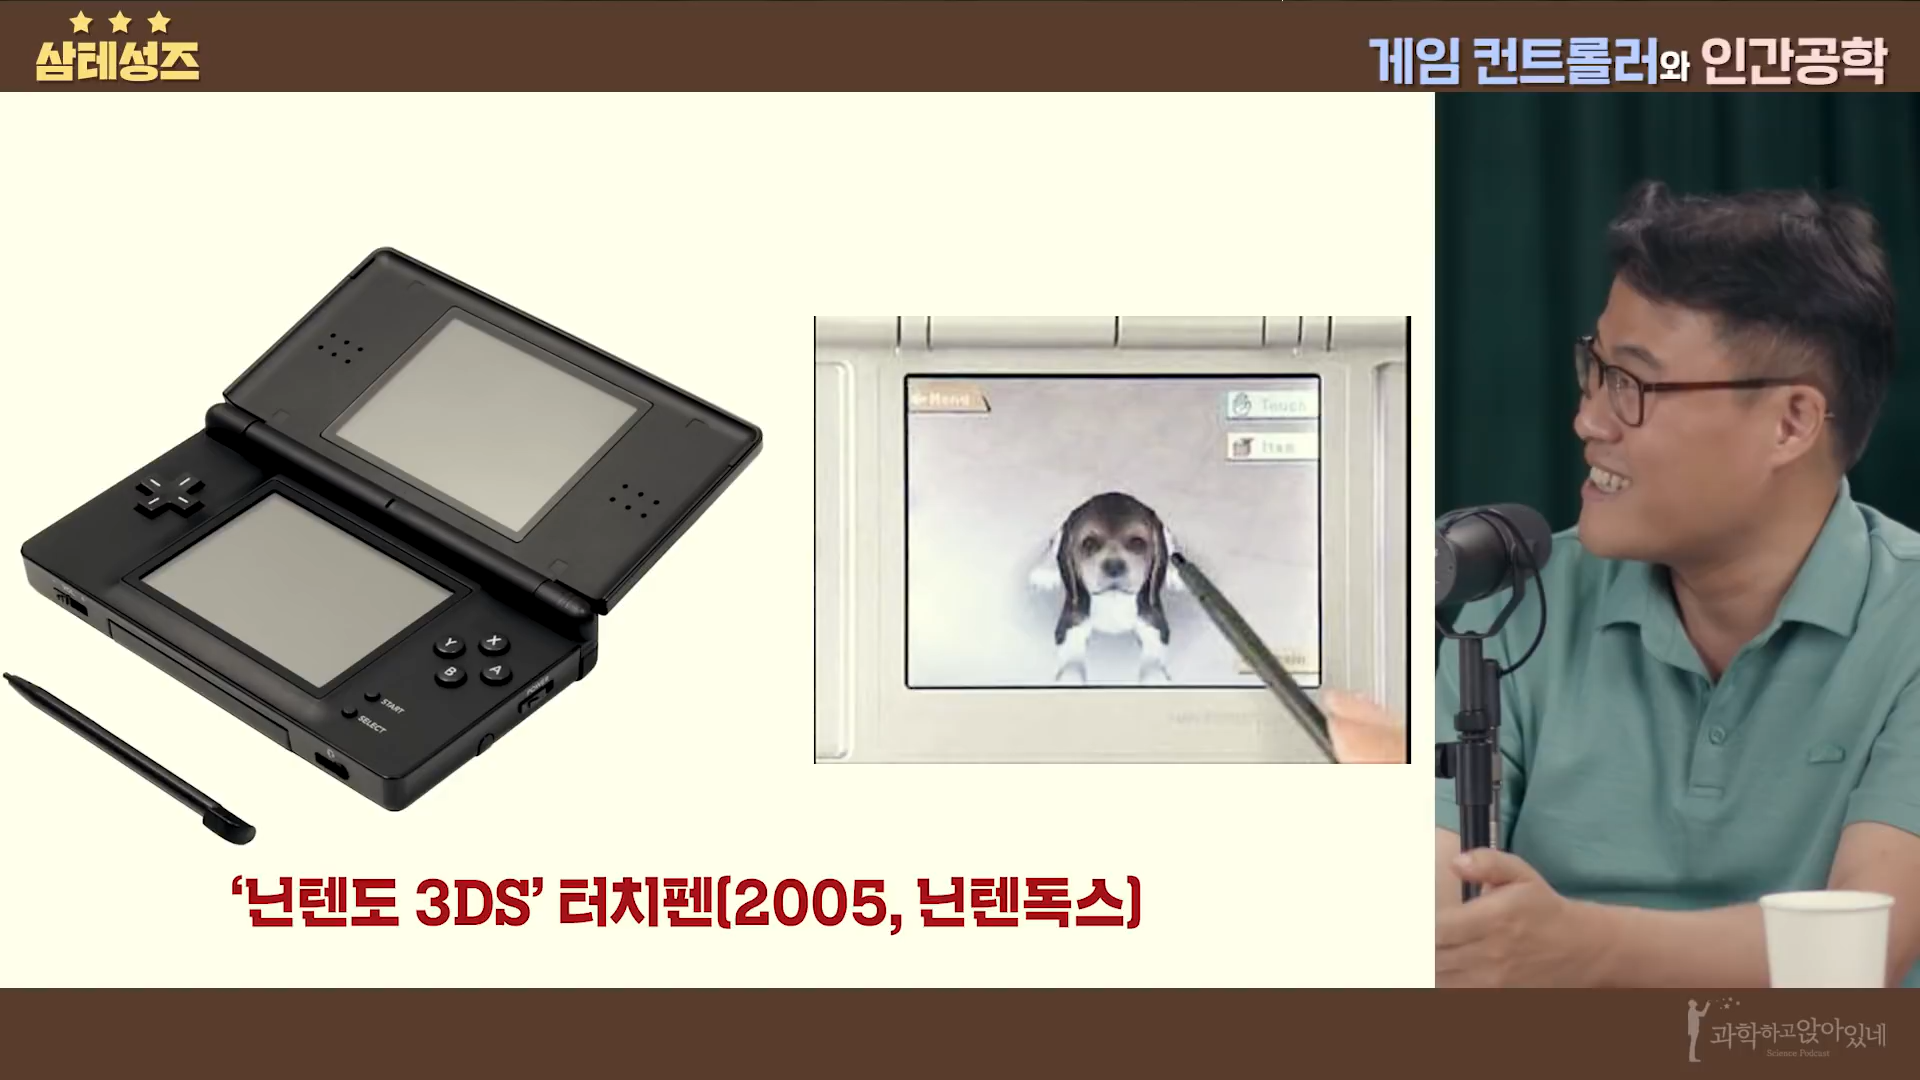 삼테성즈
게임 컨트롤러와 인간공학
Menu
Touch
Item
Y
X
B
A
POWER
START
SELECT
‘닌텐도 3DS’ 터치펜(2005, 닌텐독스)
과학하고앉아있네
Science Podcast